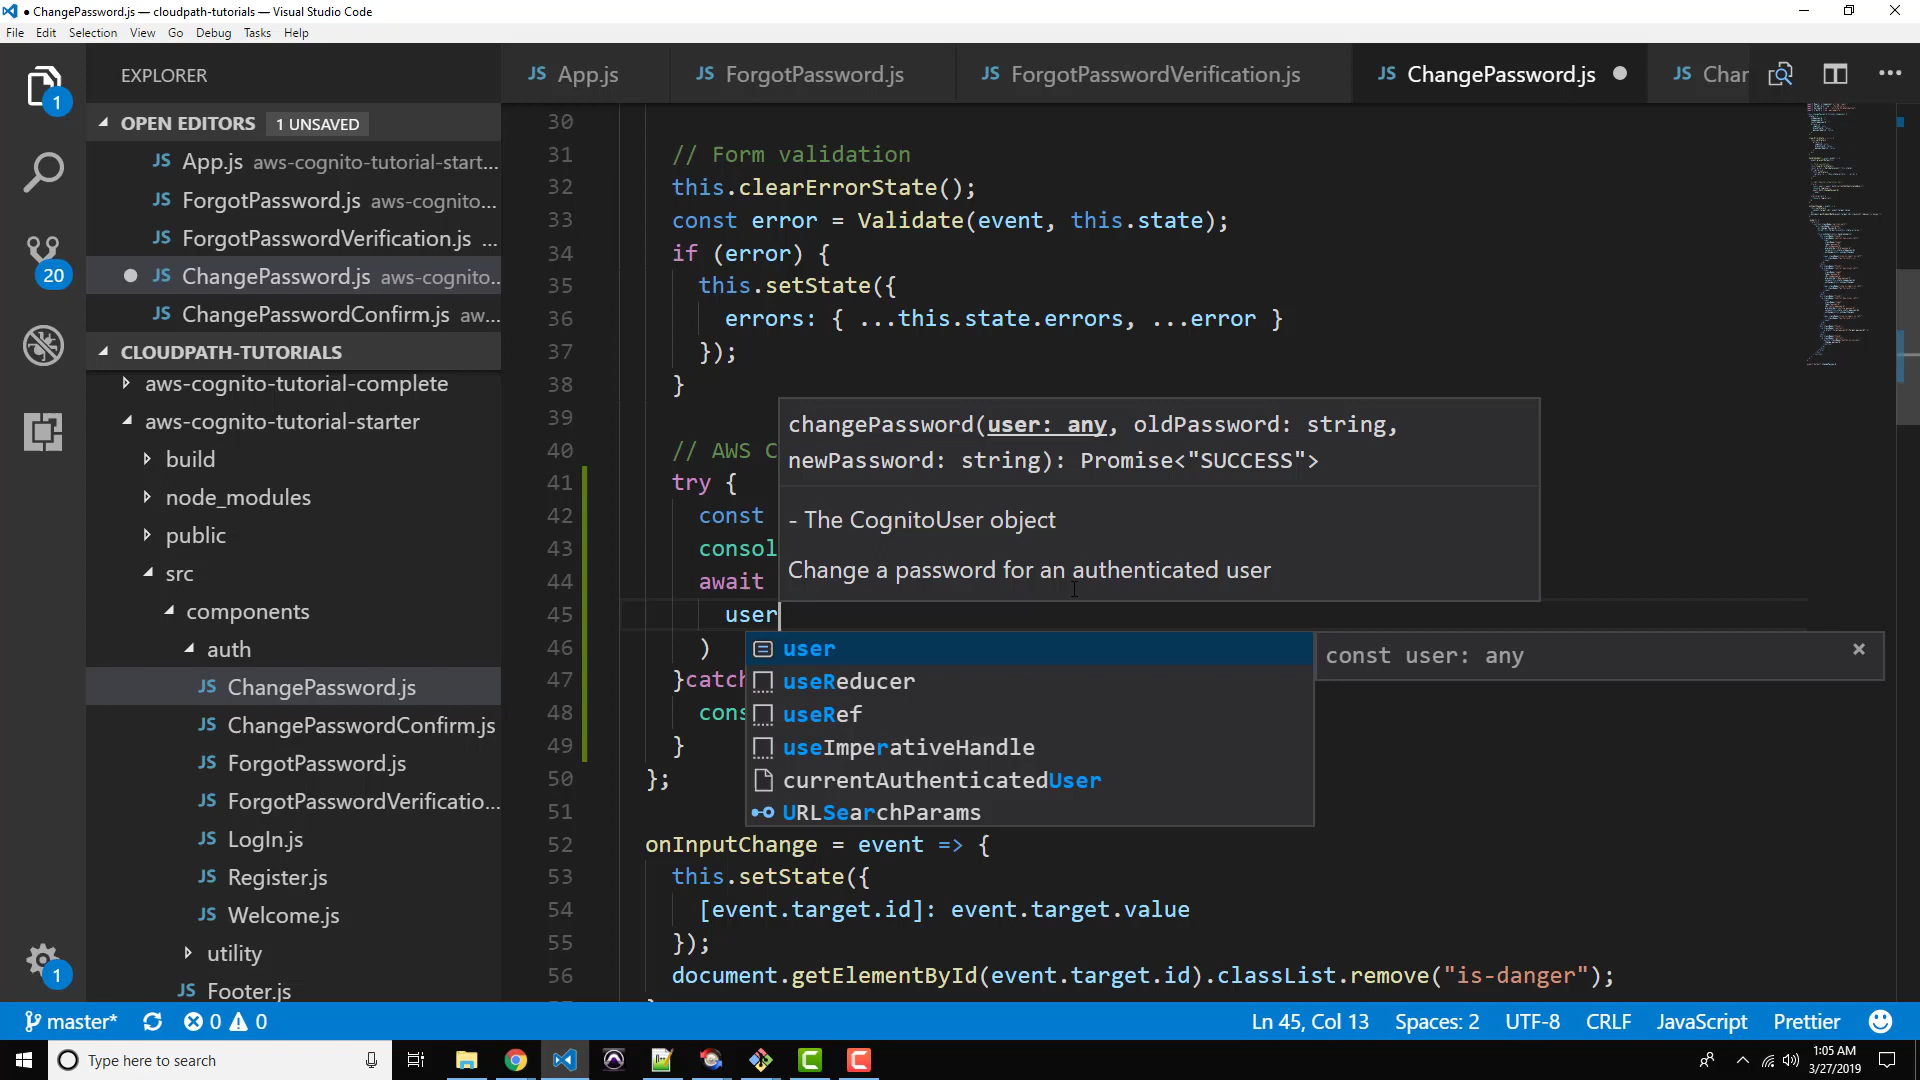 ● ChangePassword.js — cloudpath-tutorials — Visual Studio Code
File Edit Selection View Go Debug Tasks Help
EXPLORER
JS App.js
JS ForgotPassword.js
JS ForgotPasswordVerification.js
JS ChangePassword.js
JS Char
OPEN EDITORS 1 UNSAVED
JS App.js aws-cognito-tutorial-start...
JS ForgotPassword.js aws-cognito...
JS ForgotPasswordVerification.js ...
JS ChangePassword.js aws-cognito...
JS ChangePasswordConfirm.js aw...
CLOUDPATH-TUTORIALS
aws-cognito-tutorial-complete
aws-cognito-tutorial-starter
build
node_modules
public
src
components
auth
JS ChangePassword.js
JS ChangePasswordConfirm.js
JS ForgotPassword.js
JS ForgotPasswordVerificatio...
JS LogIn.js
JS Register.js
JS Welcome.js
utility
JS Footer.js
1
20
1
30
31 // Form validation
32 this.clearErrorState();
33 const error = Validate(event, this.state);
34 if (error) {
35 this.setState({
36 errors: { ...this.state.errors, ...error }
37 });
38 }
39
40 // AWS C
41 try {
42 const
43 consol
44 await
45 user
46 )
47 }catch
48 cons
49 }
50 };
51
52 onInputChange = event => {
53 this.setState({
54 [event.target.id]: event.target.value
55 });
56 document.getElementById(event.target.id).classList.remove("is-danger");
changePassword(user: any, oldPassword: string,
newPassword: string): Promise<"SUCCESS">
- The CognitoUser object
Change a password for an authenticated user
user
useReducer
useRef
useImperativeHandle
currentAuthenticatedUser
URLSearchParams
const user: any
master* 0 0 Ln 45, Col 13 Spaces: 2 UTF-8 CRLF JavaScript Prettier
Type here to search
1:05 AM
3/27/2019